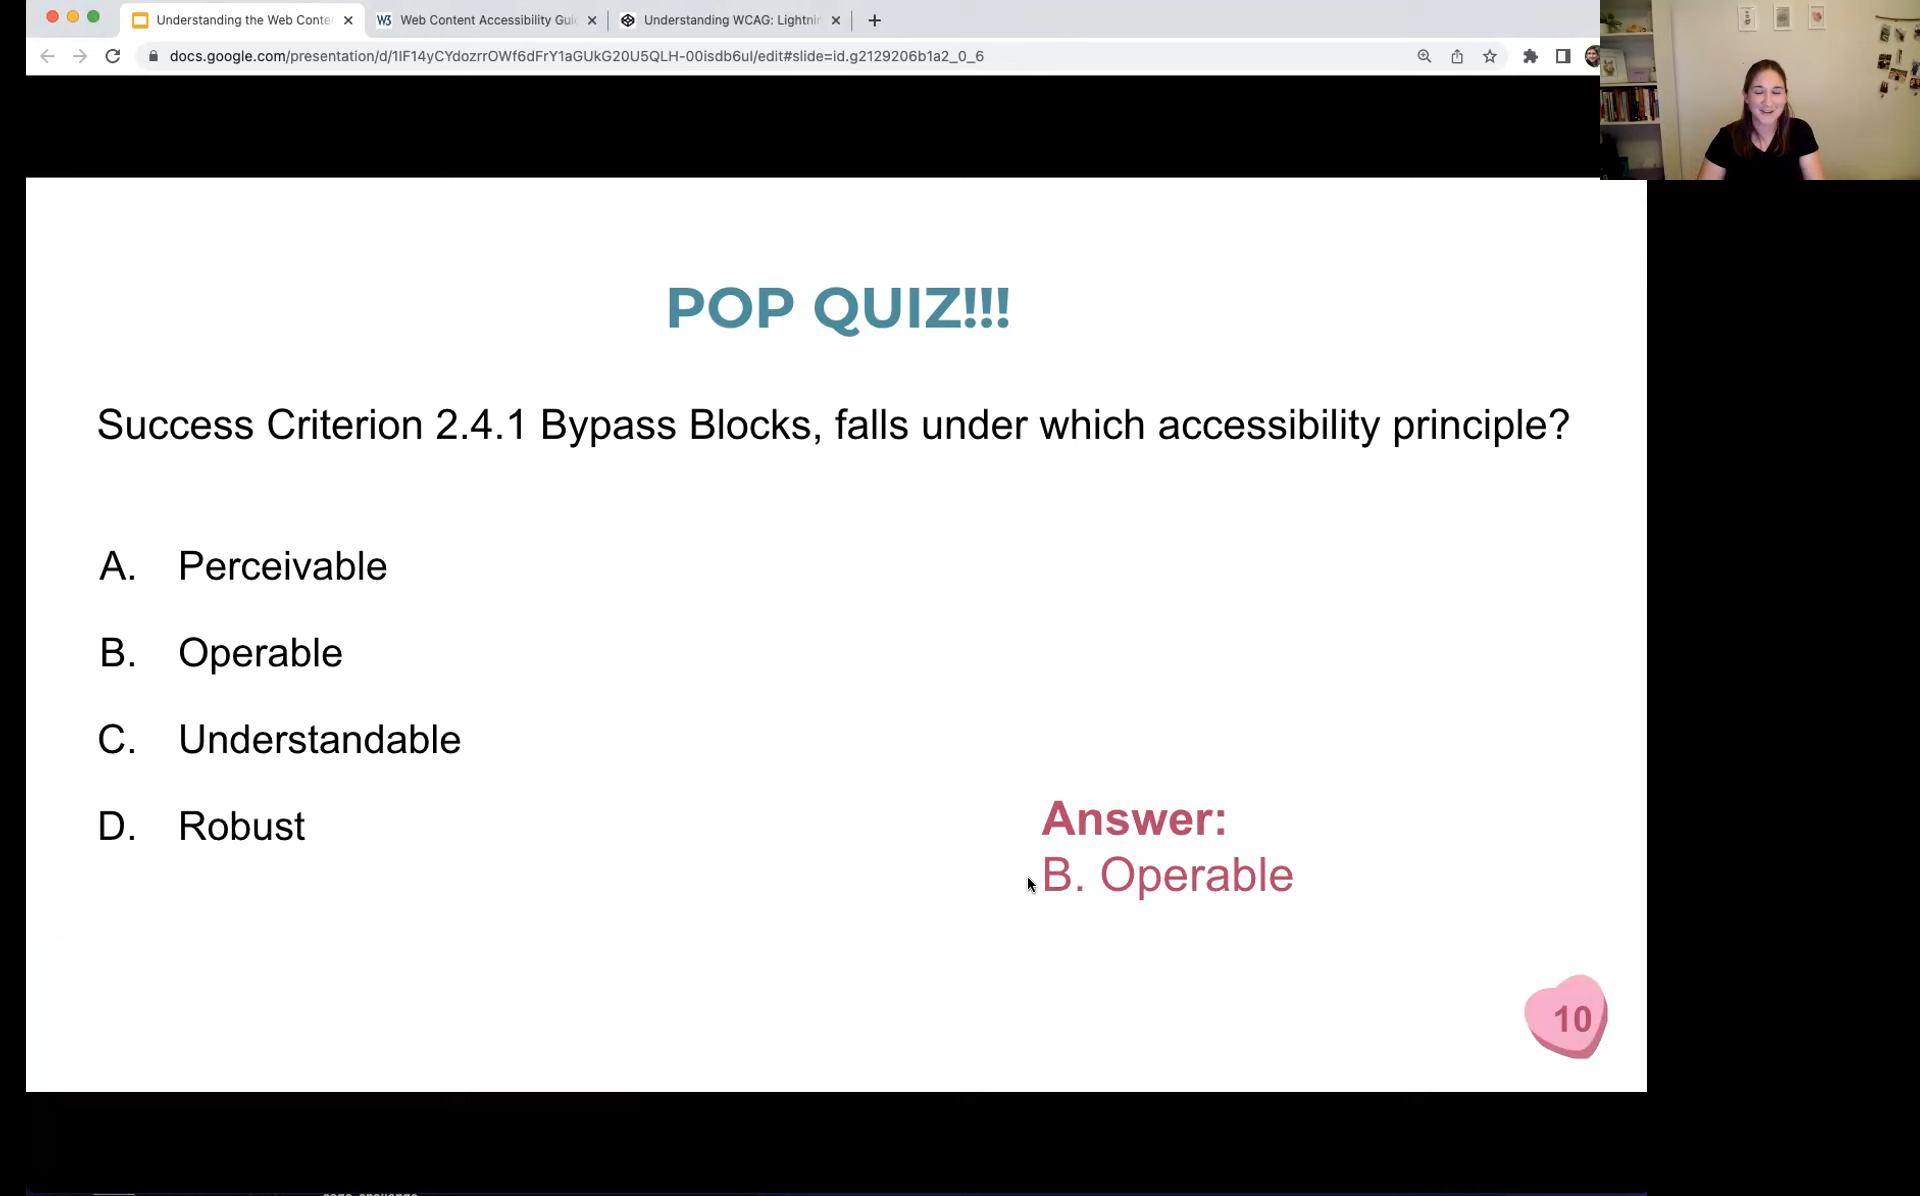 Understanding the Web Conte
Web Content Accessibility Gui
Understanding WCAG: Lightnin
docs.google.com/presentation/d/1IF14yCYdozrrOWf6dFrY1aGUkG20U5QLH-00isdb6uI/edit#slide=id.g2129206b1a2_0_6
POP QUIZ!!!
Success Criterion 2.4.1 Bypass Blocks, falls under which accessibility principle?
A. Perceivable
B. Operable
C. Understandable
D. Robust
Answer:
B. Operable
10